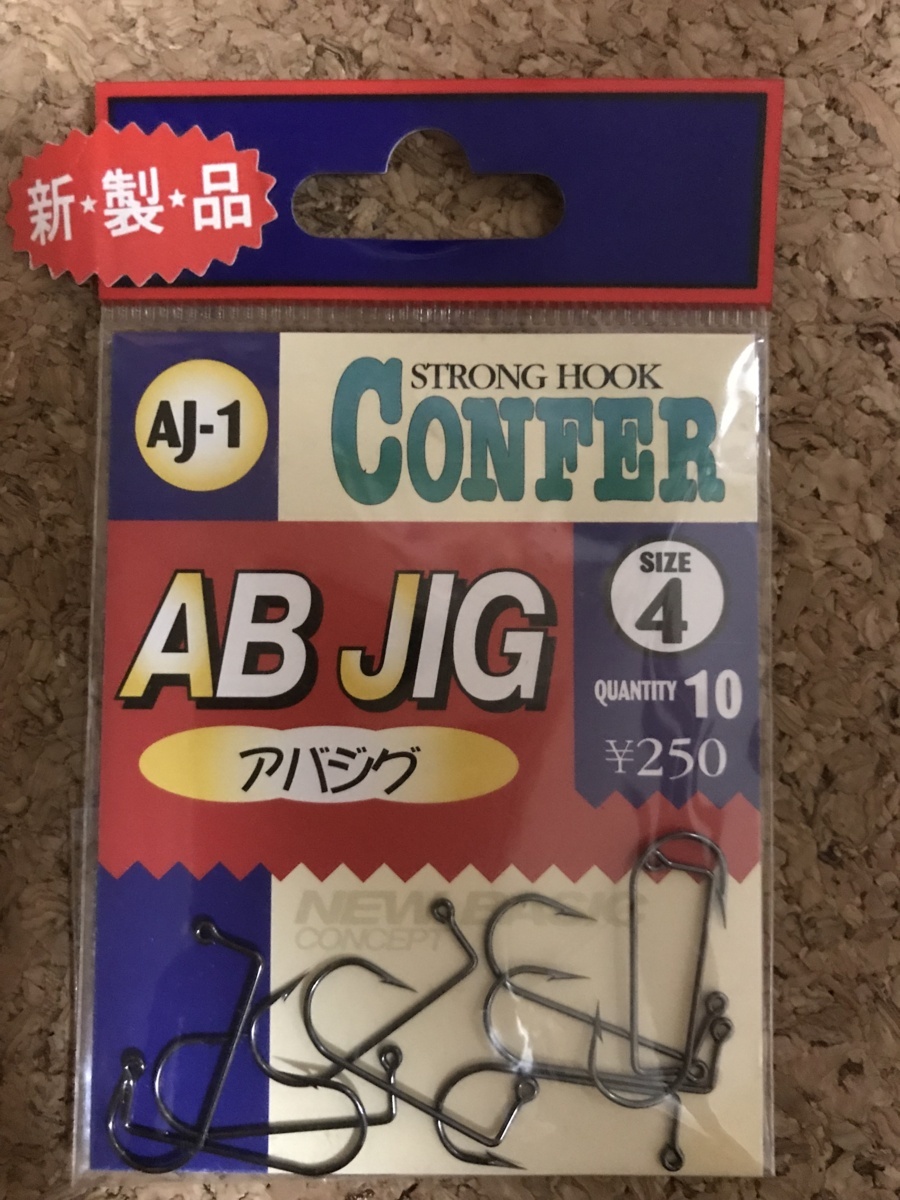 新★製★品
AJ-1
STRONG HOOK
CONFER
AB JIG
アバジグ
SIZE
4
QUANTITY 10
¥250
NEW BASIC
CONCEPT